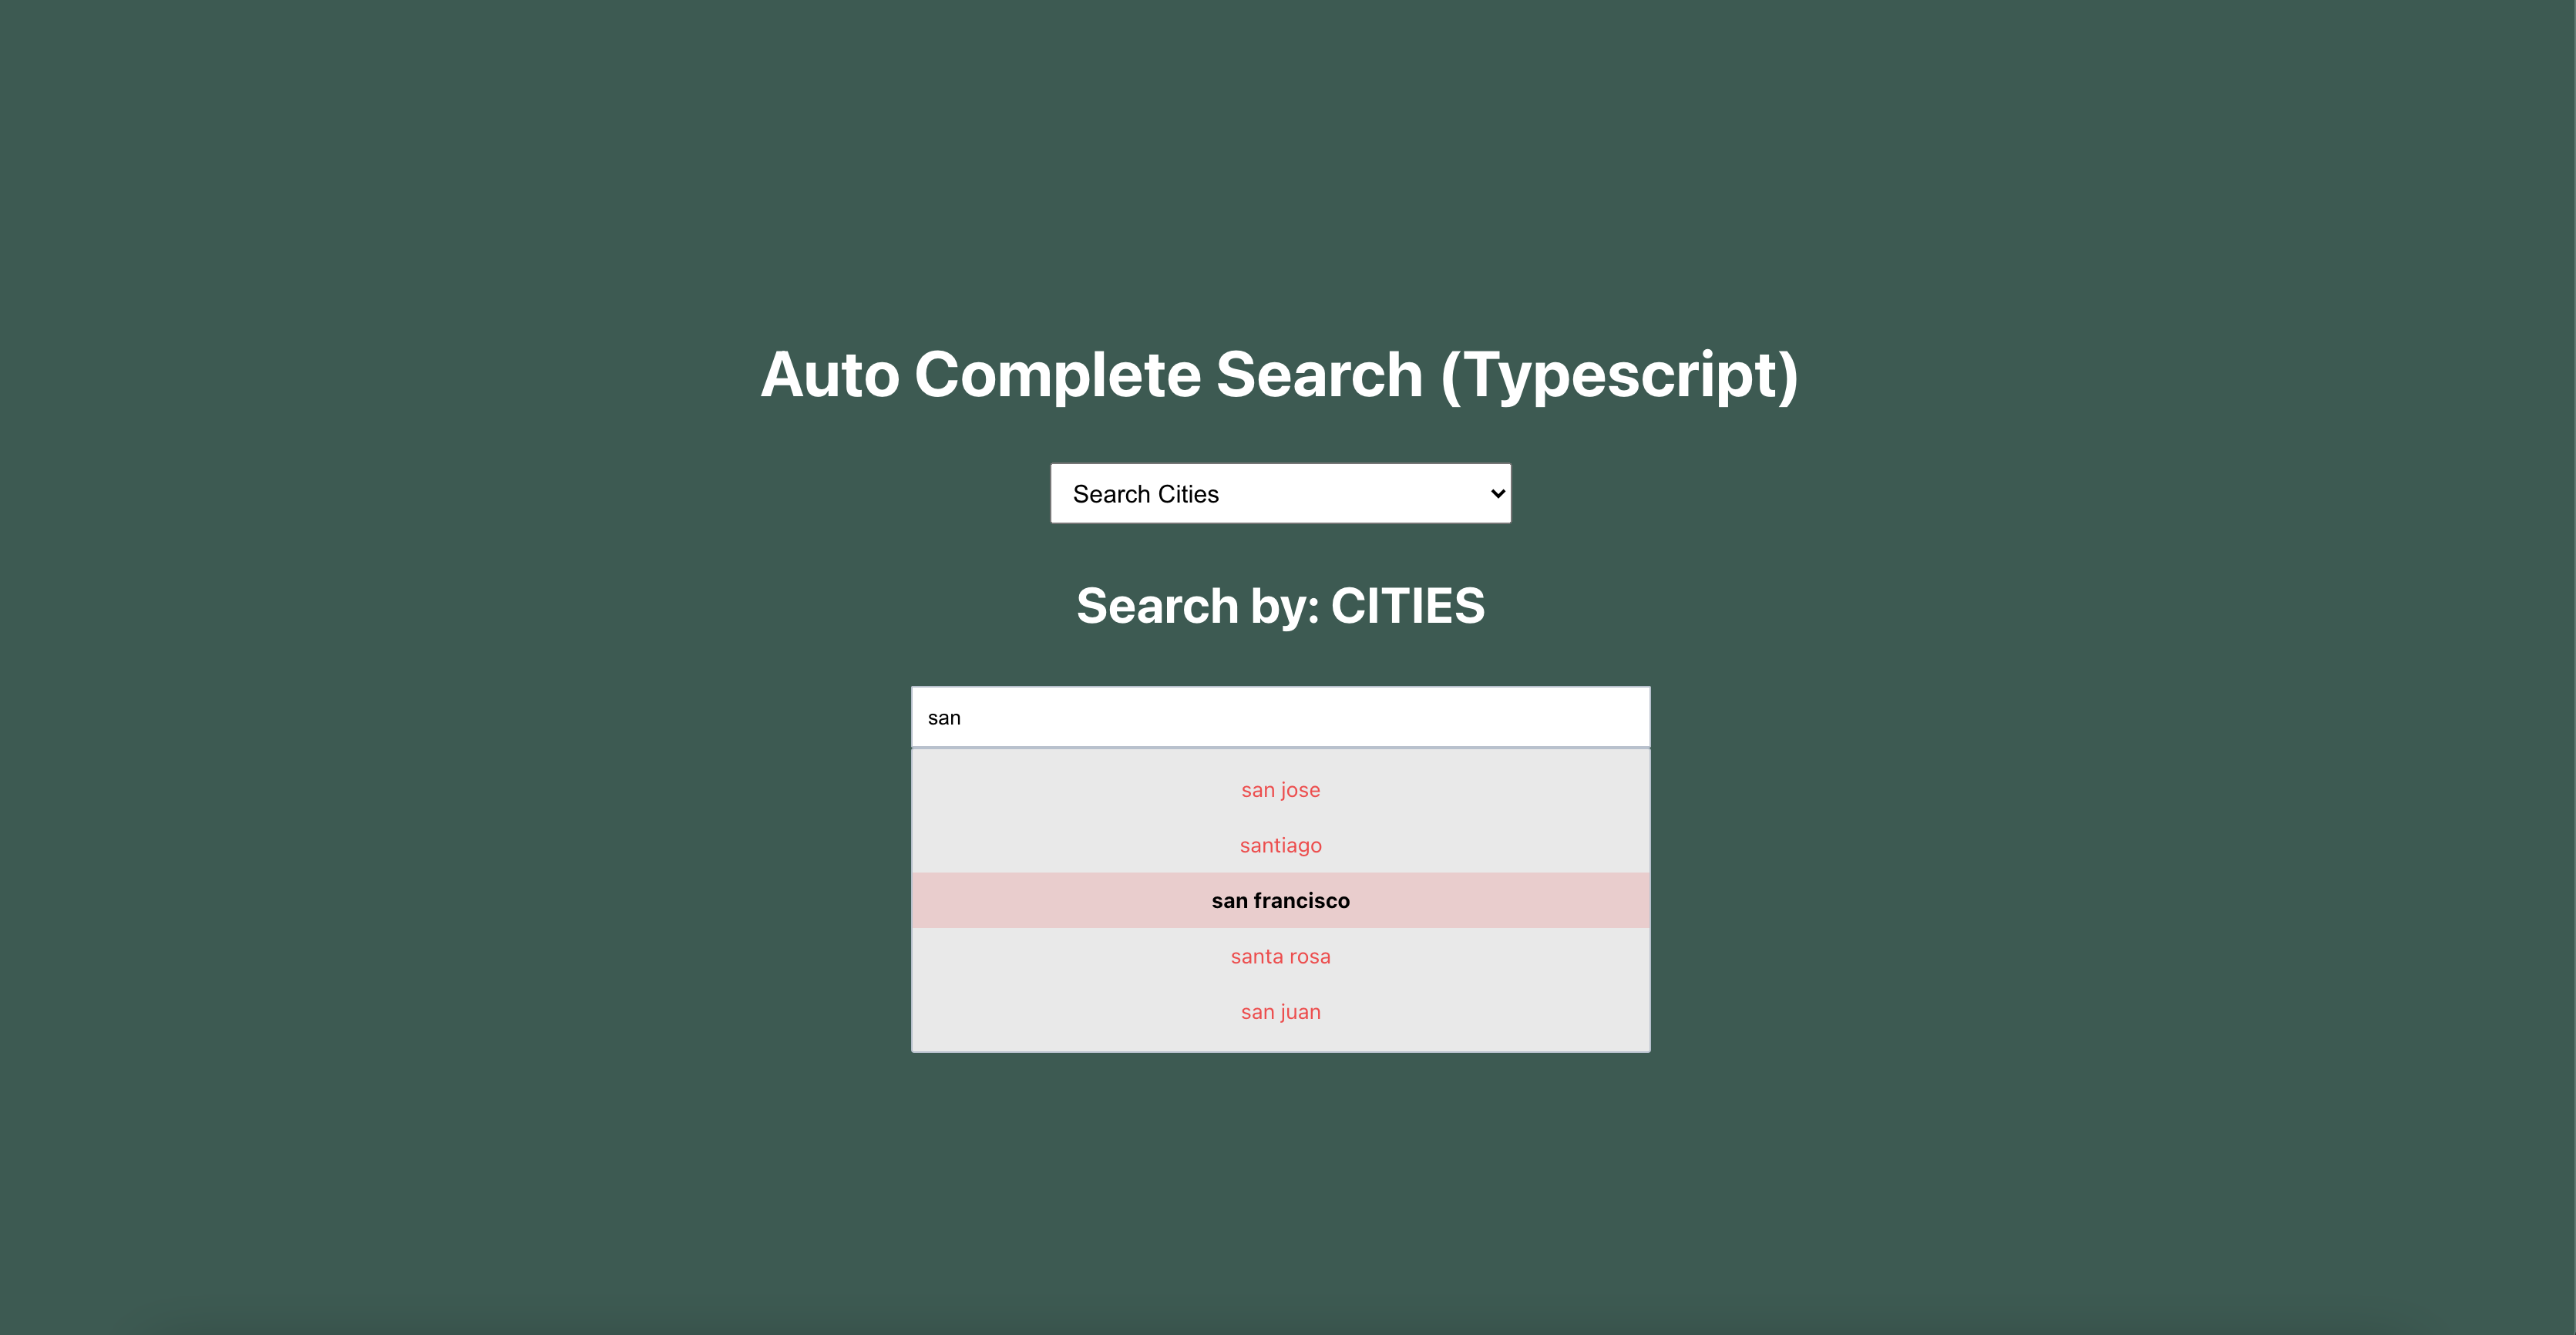 Auto Complete Search (Typescript)
Search Cities
Search by: CITIES
san
san jose
santiago
san francisco
santa rosa
san juan